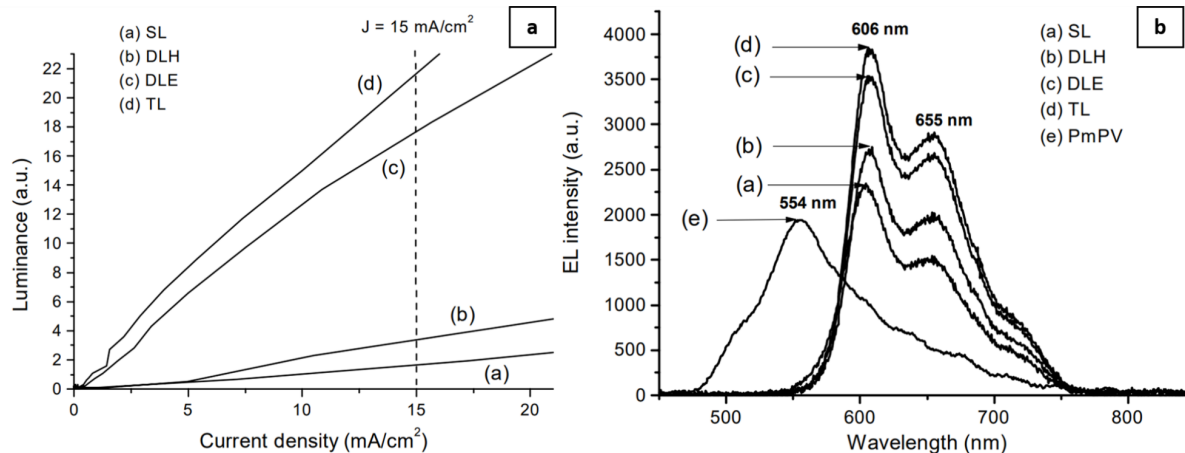 a
J = 15 mA/cm²
(a) SL
(b) DLH
(c) DLE
(d) TL
22
20
18
16
14
12
10
8
6
4
2
0
Luminance (a.u.)
(d)
(c)
(b)
(a)
0
5
10
15
20
Current density (mA/cm²)
b
(a) SL
(b) DLH
(c) DLE
(d) TL
(e) PmPV
606 nm
655 nm
554 nm
(d)
(c)
(b)
(a)
(e)
4000
3500
3000
2500
2000
1500
1000
500
0
EL intensity (a.u.)
500
600
700
800
Wavelength (nm)